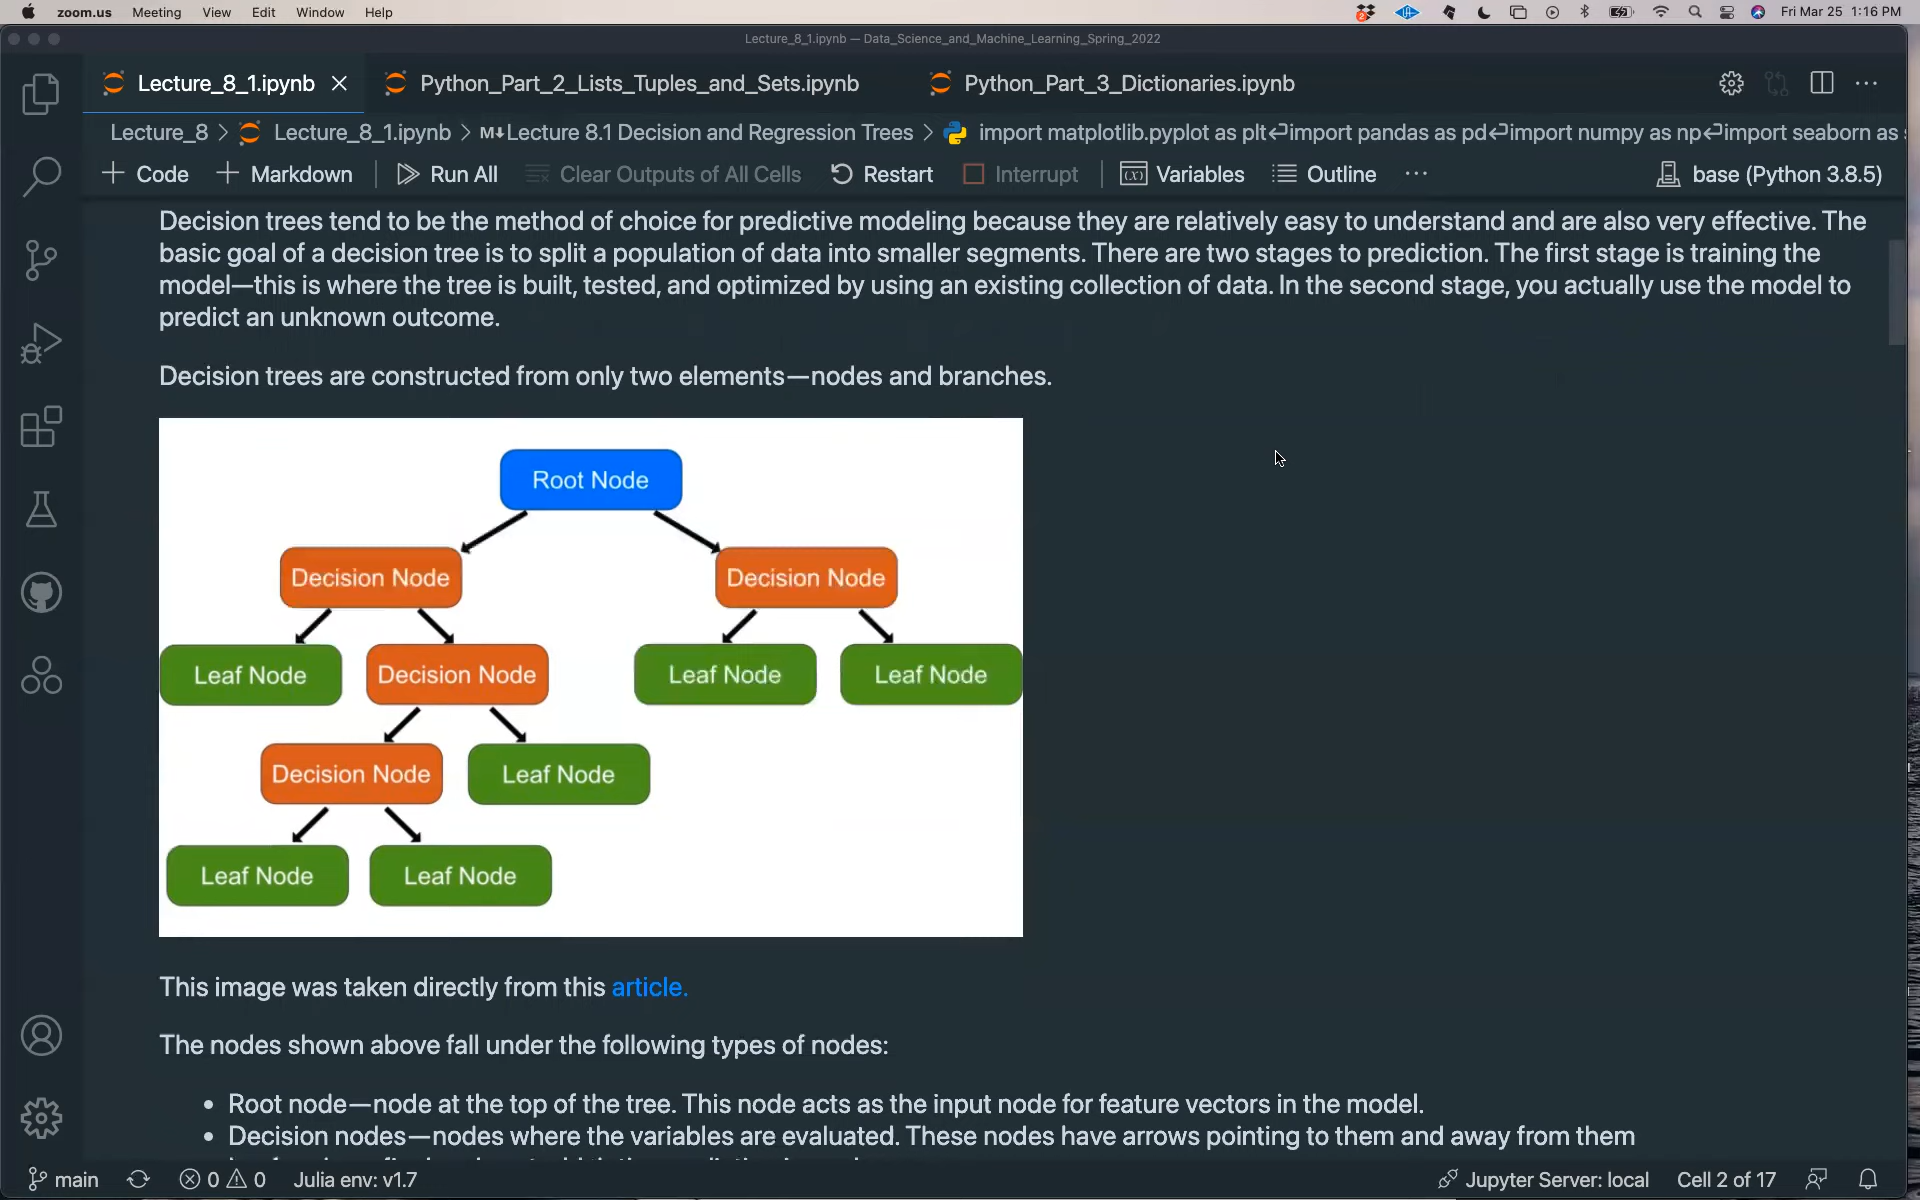 zoom.us Meeting View Edit Window Help
2 Fri Mar 25 1:16 PM
Lecture_8_1.ipynb — Data_Science_and_Machine_Learning_Spring_2022
Lecture_8_1.ipynb Python_Part_2_Lists_Tuples_and_Sets.ipynb Python_Part_3_Dictionaries.ipynb
Lecture_8 > Lecture_8_1.ipynb > M↓Lecture 8.1 Decision and Regression Trees > import matplotlib.pyplot as plt↵import pandas as pd↵import numpy as np↵import seaborn as
+ Code + Markdown Run All Clear Outputs of All Cells Restart Interrupt (x) Variables Outline ··· base (Python 3.8.5)
Decision trees tend to be the method of choice for predictive modeling because they are relatively easy to understand and are also very effective. The
basic goal of a decision tree is to split a population of data into smaller segments. There are two stages to prediction. The first stage is training the
model—this is where the tree is built, tested, and optimized by using an existing collection of data. In the second stage, you actually use the model to
predict an unknown outcome.
Decision trees are constructed from only two elements—nodes and branches.
Root Node
Decision Node Decision Node
Leaf Node Decision Node Leaf Node Leaf Node
Decision Node Leaf Node
Leaf Node Leaf Node
This image was taken directly from this article.
The nodes shown above fall under the following types of nodes:
• Root node—node at the top of the tree. This node acts as the input node for feature vectors in the model.
• Decision nodes—nodes where the variables are evaluated. These nodes have arrows pointing to them and away from them
main 0 0 Julia env: v1.7 Jupyter Server: local Cell 2 of 17